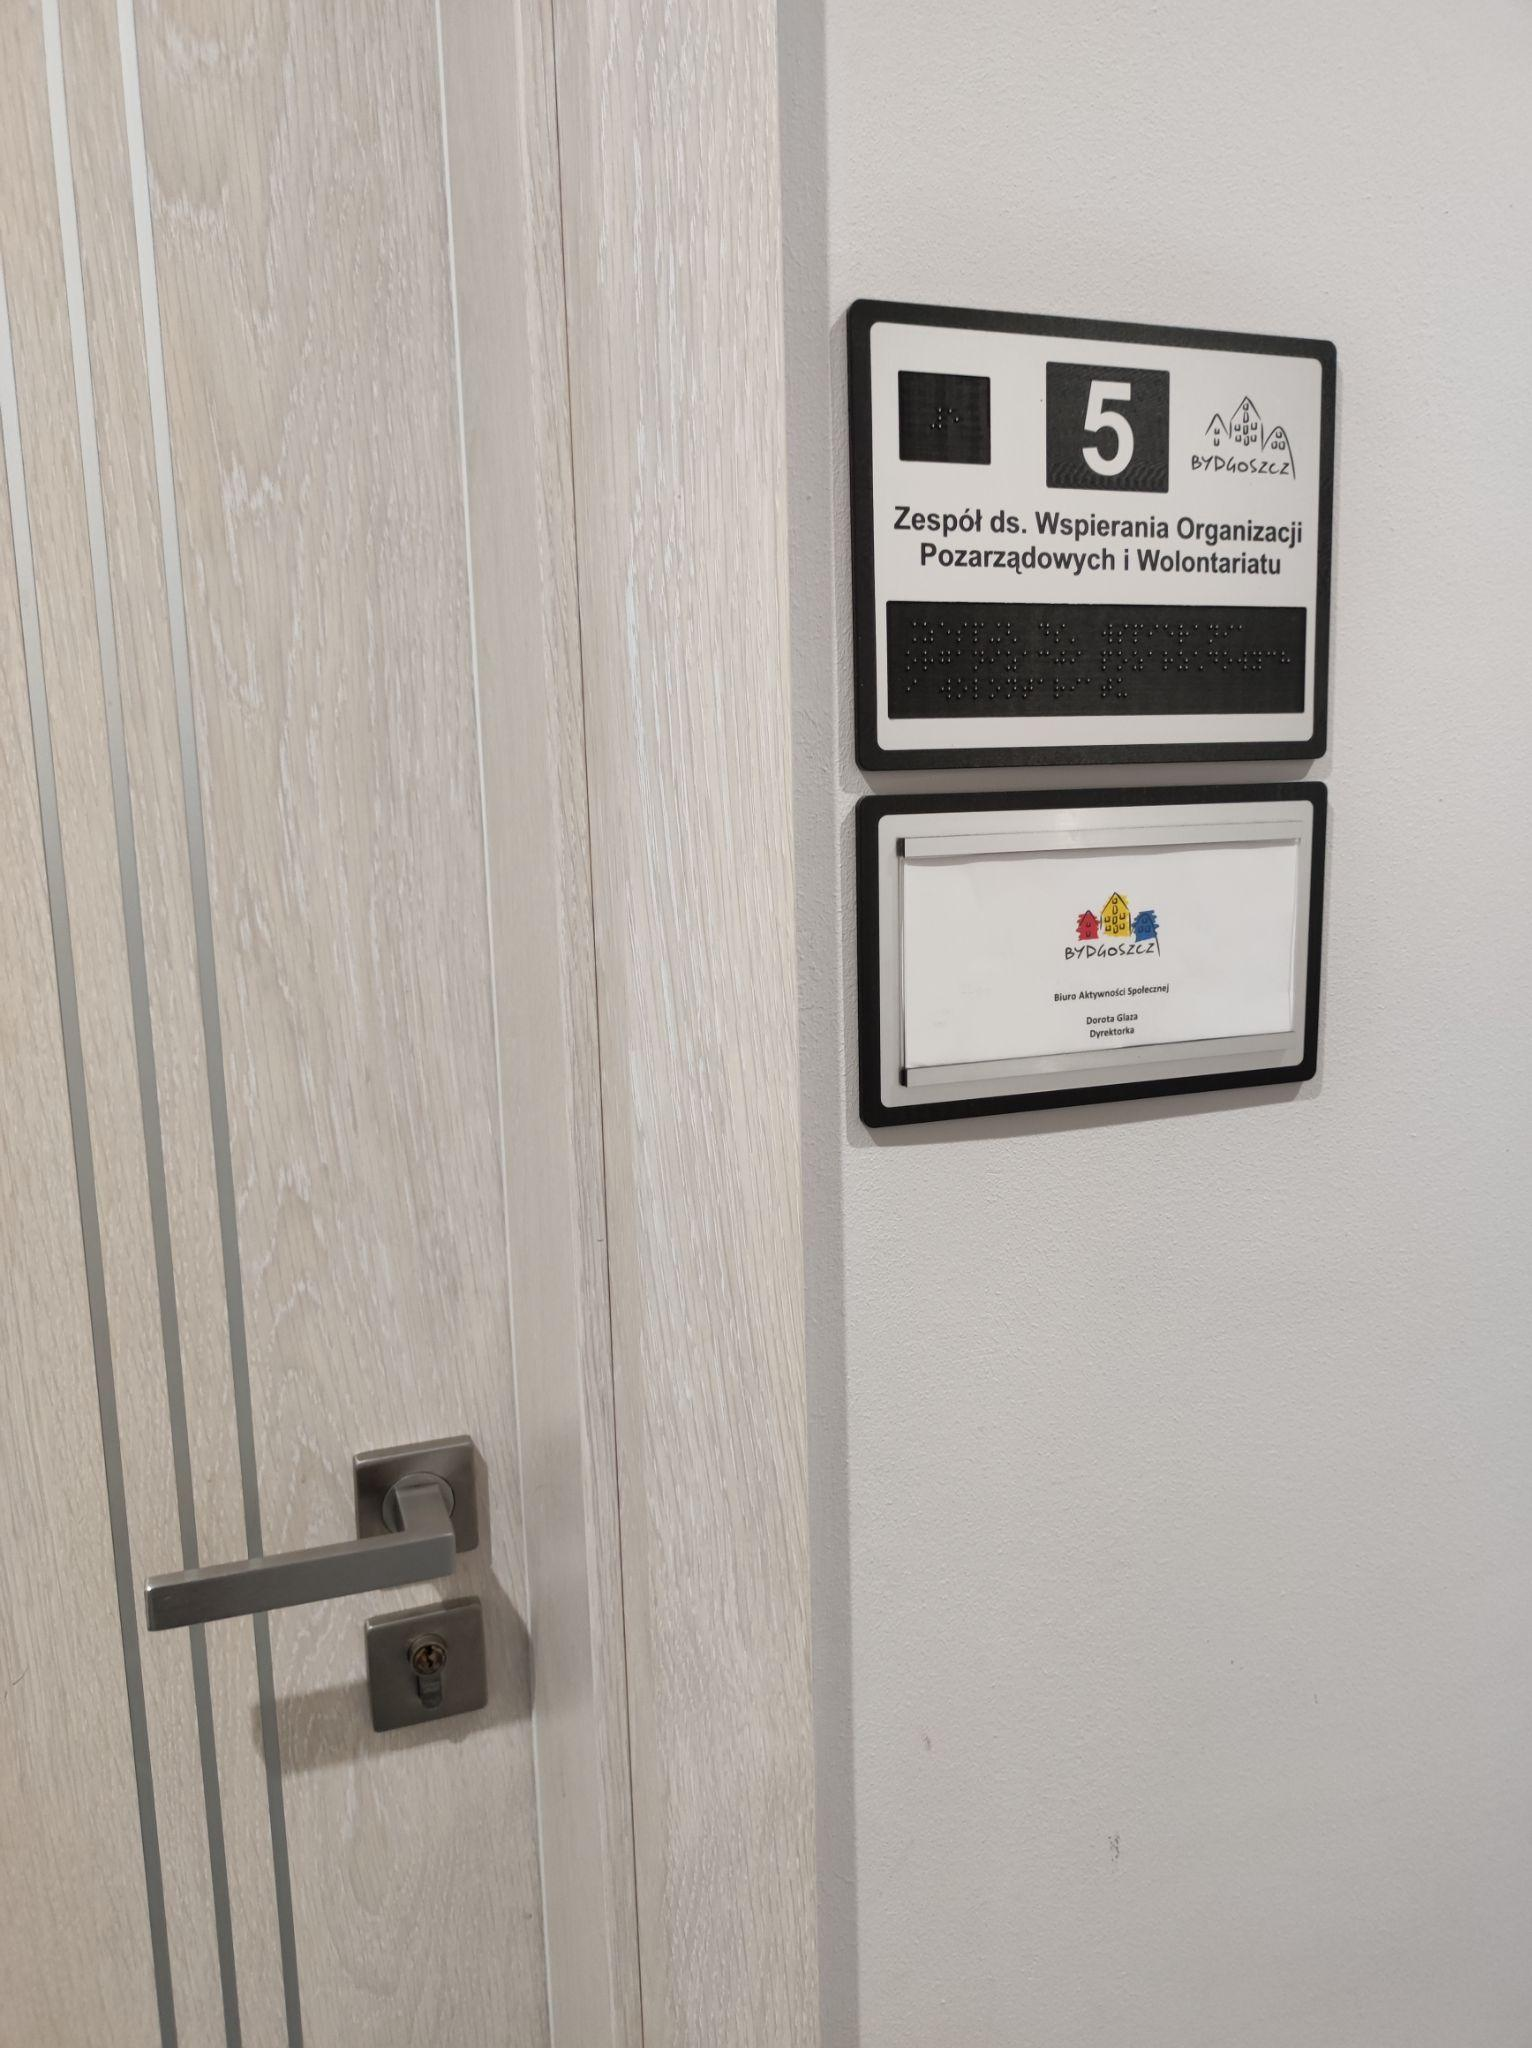 5
BYDGOSZCZ
Zespół ds. Wspierania Organizacji
Pozarządowych i Wolontariatu
BYDGOSZCZ
Biuro Aktywności Społecznej
Dorota Glaza
Dyrektorka